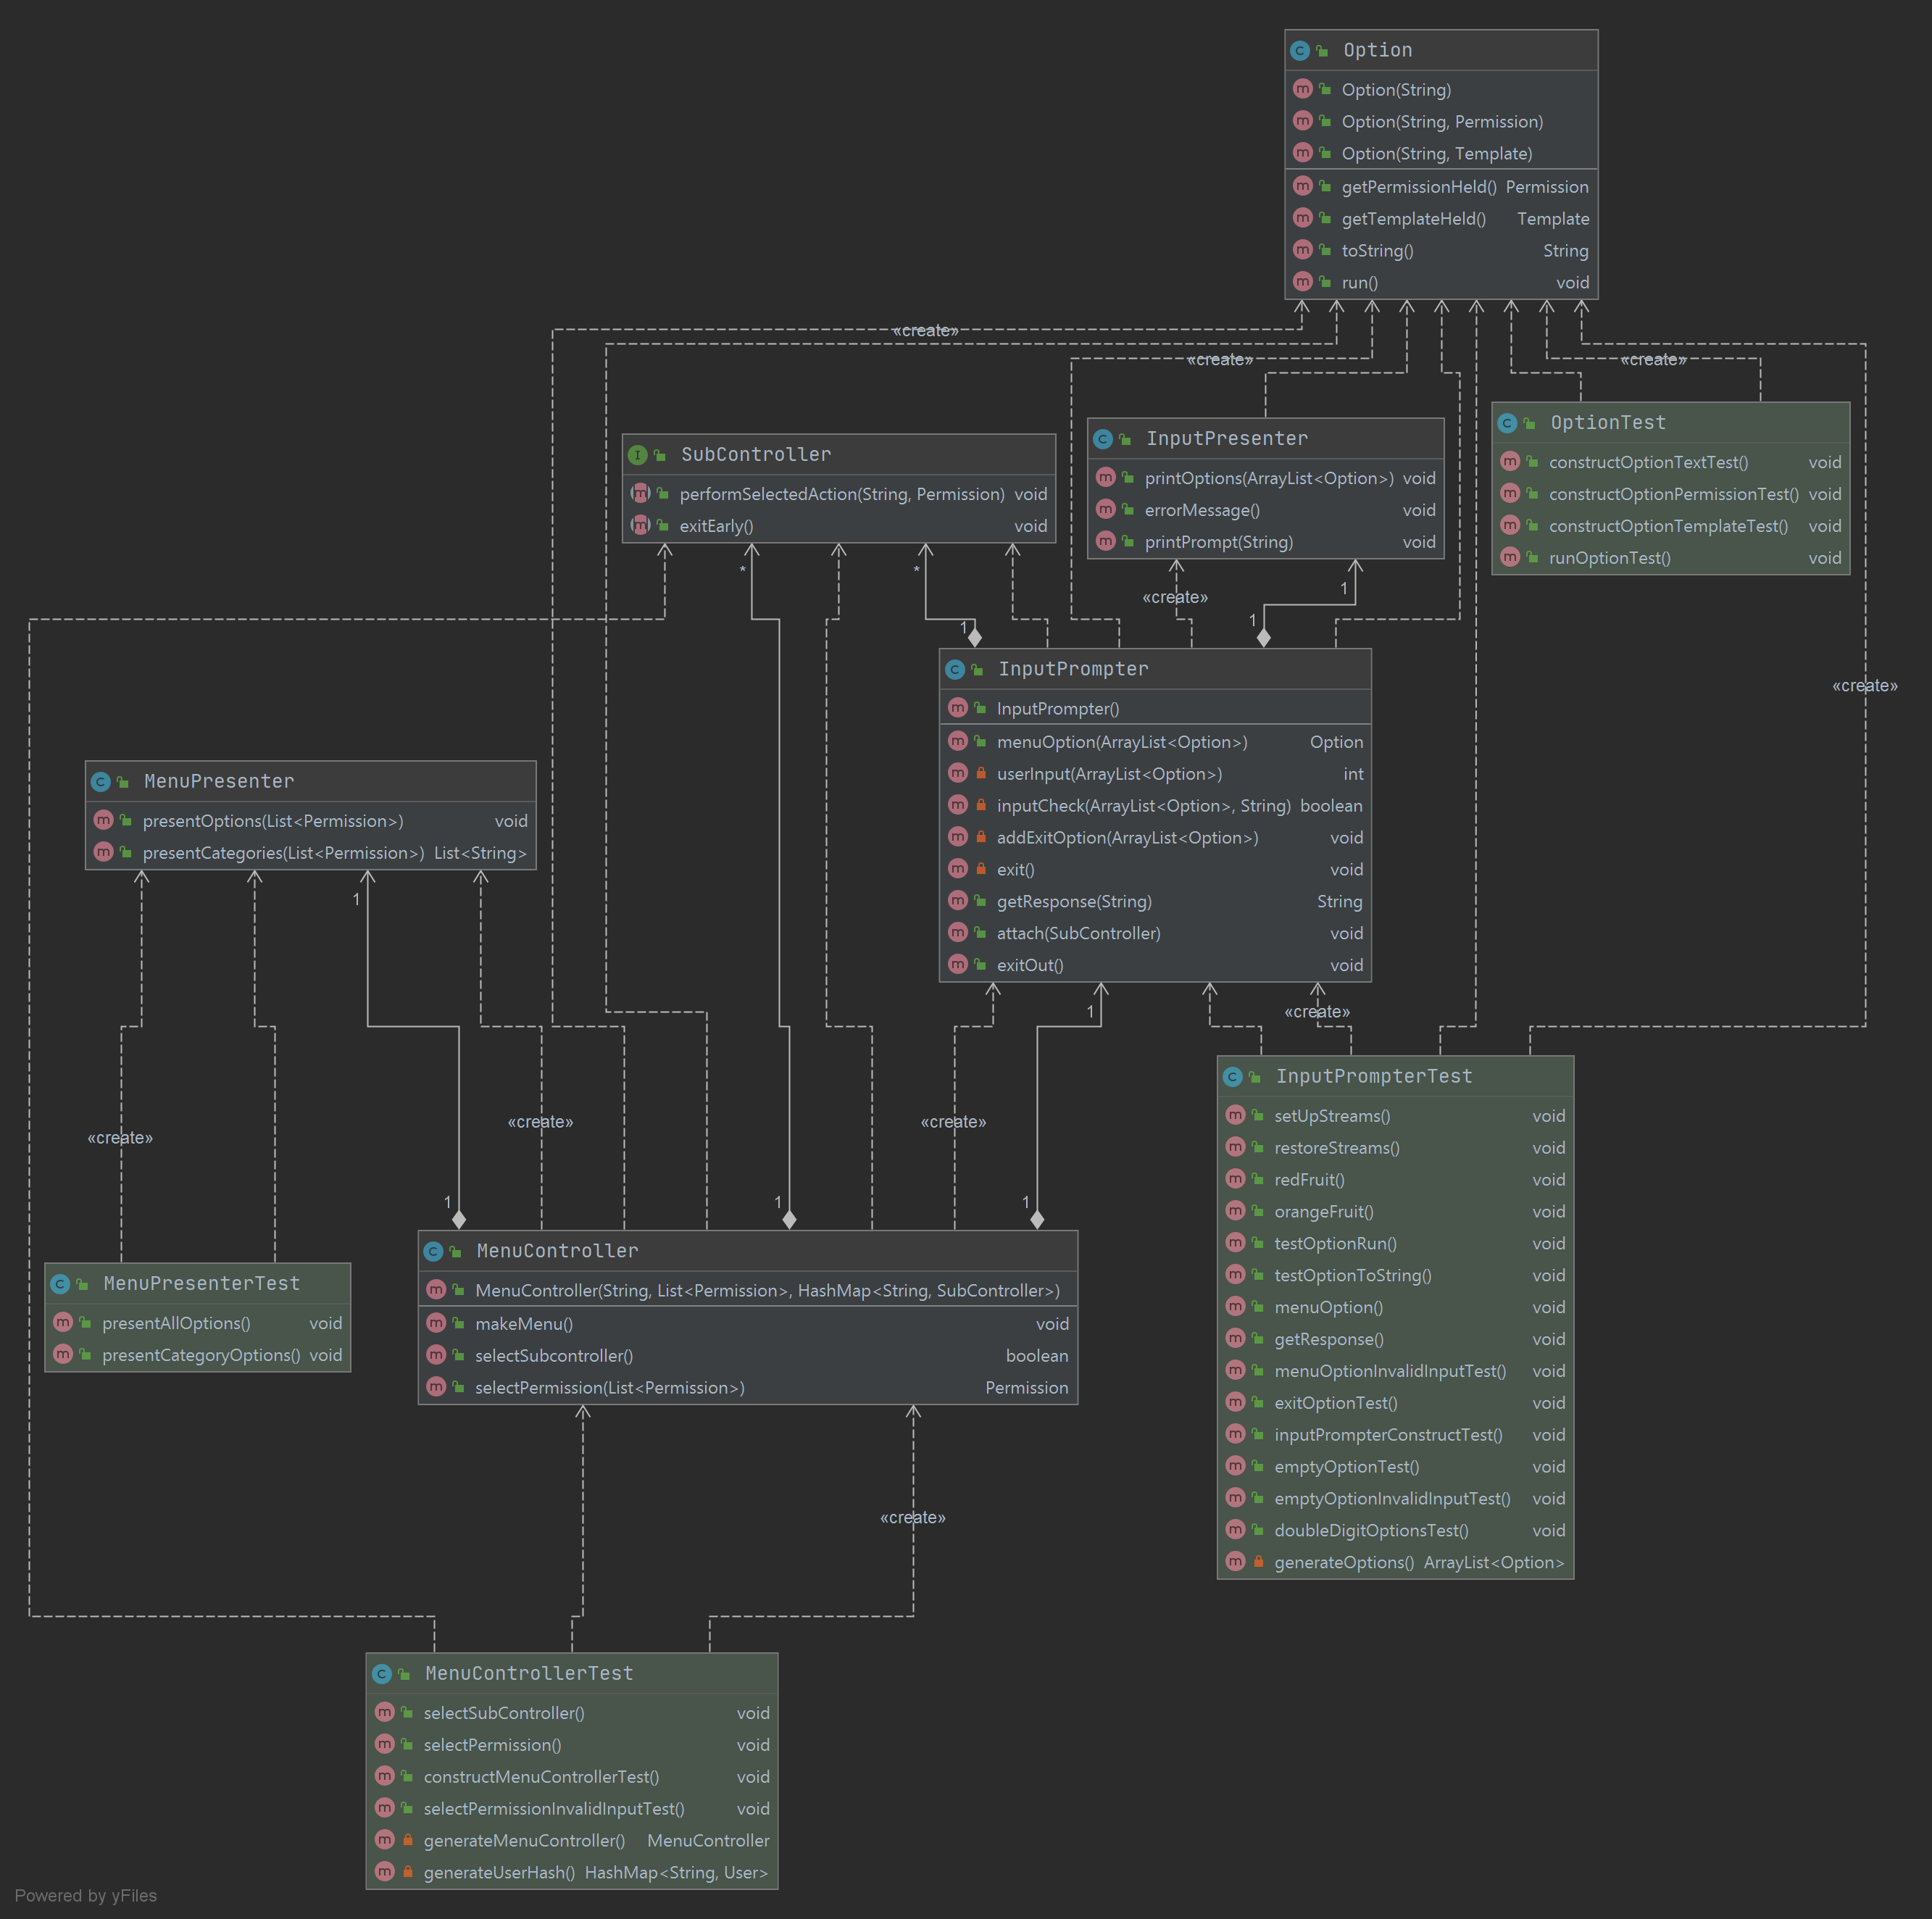 Option
Option(String)
Option(String, Permission)
Option(String, Template)
getPermissionHeld() Permission
getTemplateHeld() Template
toString() String
run() void
«create»
«create»
«create»
OptionTest
constructOptionTextTest() void
constructOptionPermissionTest() void
constructOptionTemplateTest() void
runOptionTest() void
InputPresenter
printOptions(ArrayList<Option>) void
errorMessage() void
printPrompt(String) void
SubController
performSelectedAction(String, Permission) void
exitEarly() void
* *
«create» 1
1 1
«create»
InputPrompter
InputPrompter()
menuOption(ArrayList<Option>) Option
userInput(ArrayList<Option>) int
inputCheck(ArrayList<Option>, String) boolean
addExitOption(ArrayList<Option>) void
exit() void
getResponse(String) String
attach(SubController) void
exitOut() void
MenuPresenter
presentOptions(List<Permission>) void
presentCategories(List<Permission>) List<String>
1
1 «create»
InputPrompterTest
setUpStreams() void
restoreStreams() void
redFruit() void
orangeFruit() void
testOptionRun() void
testOptionToString() void
menuOption() void
getResponse() void
menuOptionInvalidInputTest() void
exitOptionTest() void
inputPrompterConstructTest() void
emptyOptionTest() void
emptyOptionInvalidInputTest() void
doubleDigitOptionsTest() void
generateOptions() ArrayList<Option>
«create» «create»
«create»
1 1 1
MenuPresenterTest
presentAllOptions() void
presentCategoryOptions() void
MenuController
MenuController(String, List<Permission>, HashMap<String, SubController>)
makeMenu() void
selectSubcontroller() boolean
selectPermission(List<Permission>) Permission
«create»
MenuControllerTest
selectSubController() void
selectPermission() void
constructMenuControllerTest() void
selectPermissionInvalidInputTest() void
generateMenuController() MenuController
generateUserHash() HashMap<String, User>
Powered by yFiles